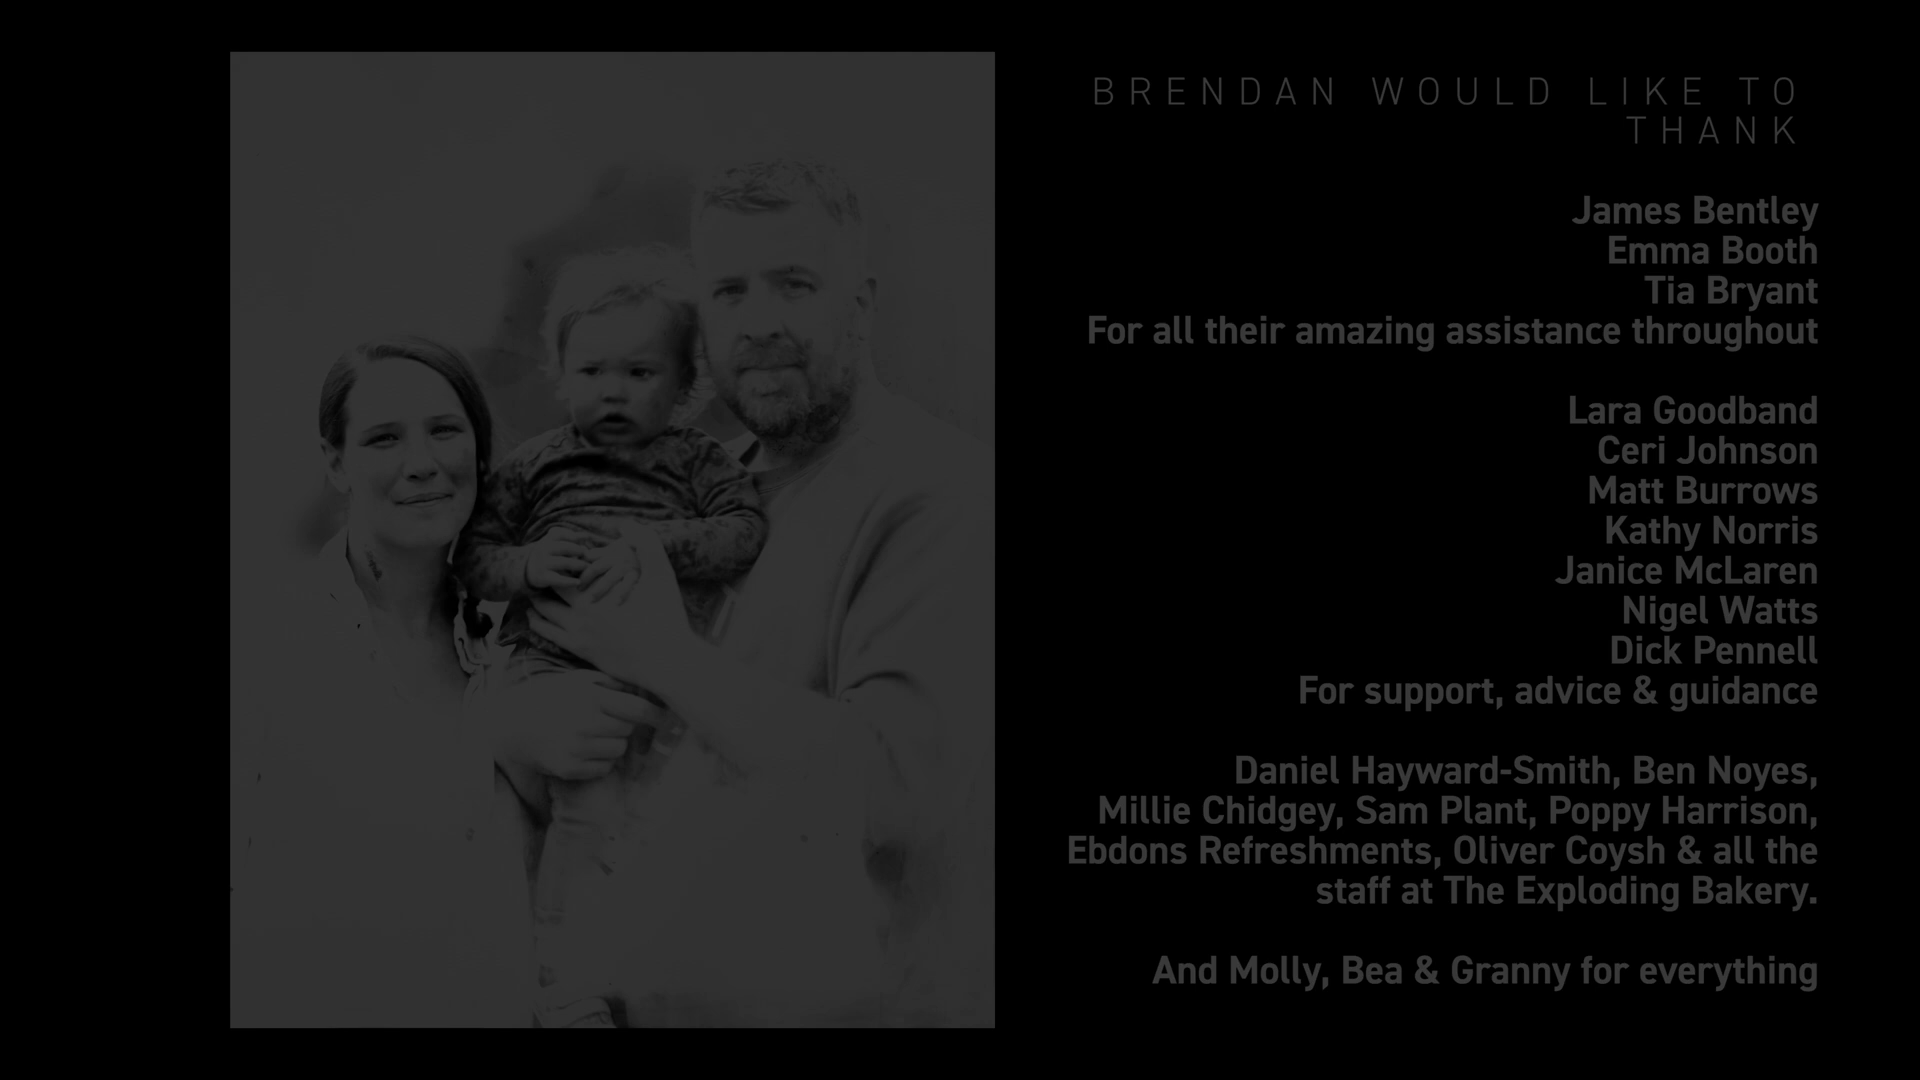 BRENDAN WOULD LIKE TO
THANK
James Bentley
Emma Booth
Tia Bryant
For all their amazing assistance throughout
Lara Goodband
Ceri Johnson
Matt Burrows
Kathy Norris
Janice McLaren
Nigel Watts
Dick Pennell
For support, advice & guidance
Daniel Hayward-Smith, Ben Noyes,
Millie Chidgey, Sam Plant, Poppy Harrison,
Ebdons Refreshments, Oliver Coysh & all the
staff at The Exploding Bakery.
And Molly, Bea & Granny for everything